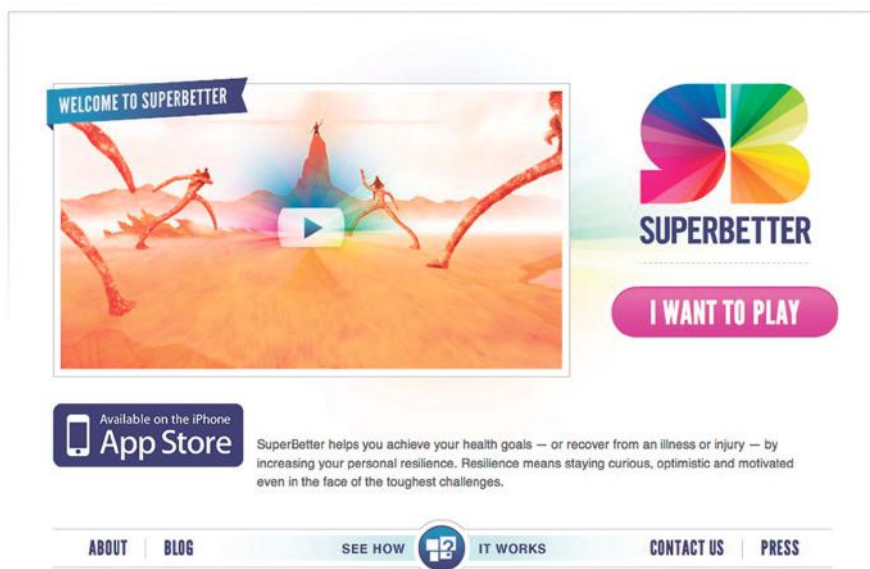 WELCOME TO SUPERBETTER
SB
SUPERBETTER
I WANT TO PLAY
Available on the iPhone
App Store
SuperBetter helps you achieve your health goals — or recover from an illness or injury — by
increasing your personal resilience. Resilience means staying curious, optimistic and motivated
even in the face of the toughest challenges.
ABOUT
BLOG
SEE HOW ? IT WORKS
CONTACT US
PRESS